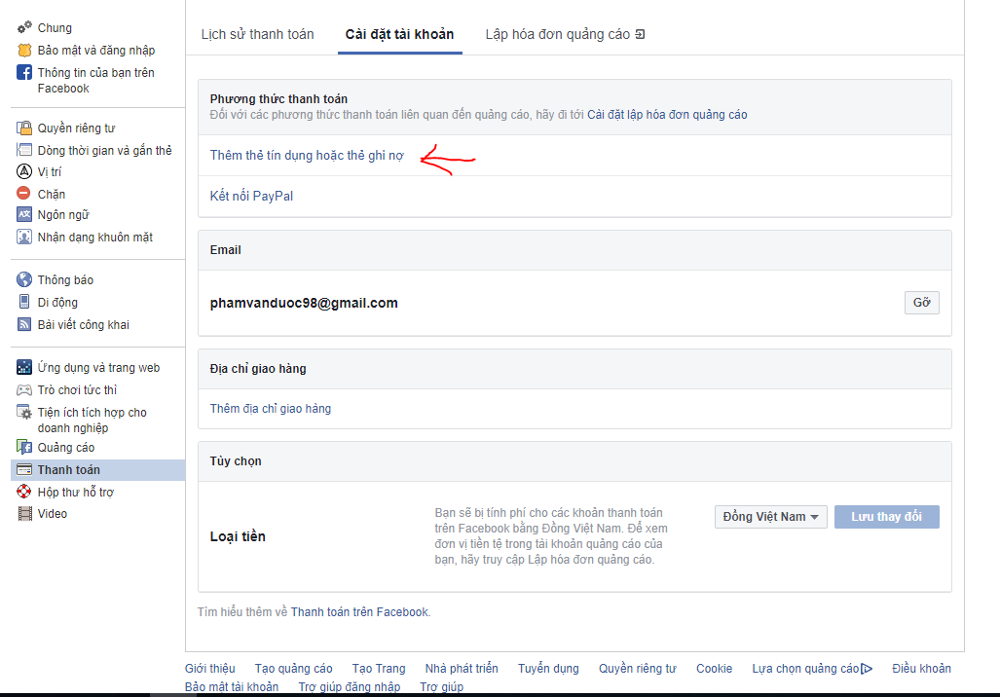 Chung
Bảo mật và đăng nhập
Thông tin của bạn trên
Facebook
Quyền riêng tư
Dòng thời gian và gắn thẻ
Vị trí
Chặn
Ngôn ngữ
Nhận dạng khuôn mặt
Thông báo
Di động
Bài viết công khai
Ứng dụng và trang web
Trò chơi tức thì
Tiện ích tích hợp cho
doanh nghiệp
Quảng cáo
Thanh toán
Hộp thư hỗ trợ
Video
Lịch sử thanh toán Cài đặt tài khoản Lập hóa đơn quảng cáo
Phương thức thanh toán
Đối với các phương thức thanh toán liên quan đến quảng cáo, hãy đi tới Cài đặt lập hóa đơn quảng cáo
Thêm thẻ tín dụng hoặc thẻ ghi nợ
Kết nối PayPal
Email
phamvanduoc98@gmail.com Gỡ
Địa chỉ giao hàng
Thêm địa chỉ giao hàng
Tùy chọn
Loại tiền
Bạn sẽ bị tính phí cho các khoản thanh toán
trên Facebook bằng Đồng Việt Nam. Để xem
đơn vị tiền tệ trong tài khoản quảng cáo của
bạn, hãy truy cập Lập hóa đơn quảng cáo.
Đồng Việt Nam Lưu thay đổi
Tìm hiểu thêm về Thanh toán trên Facebook.
Giới thiệu Tạo quảng cáo Tạo Trang Nhà phát triển Tuyển dụng Quyền riêng tư Cookie Lựa chọn quảng cáo Điều khoản
Bảo mật tài khoản Trợ giúp đăng nhập Trợ giúp